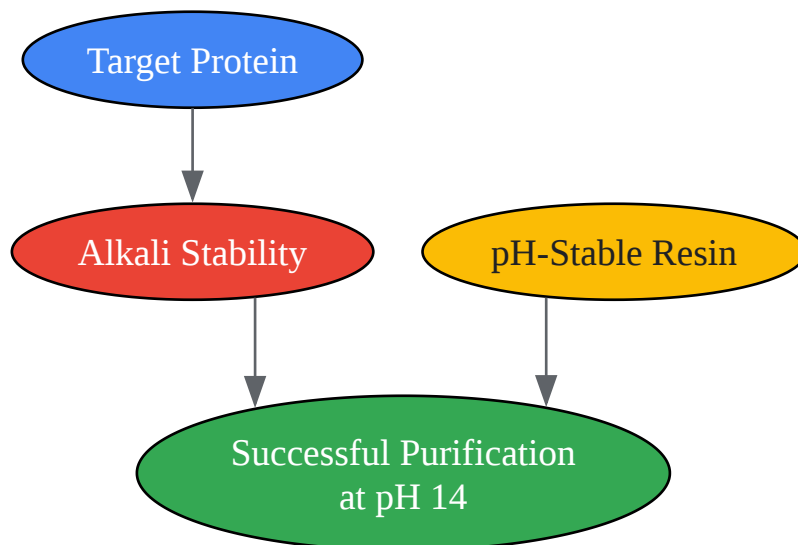 Target Protein
Alkali Stability
pH-Stable Resin
Successful Purification
at pH 14